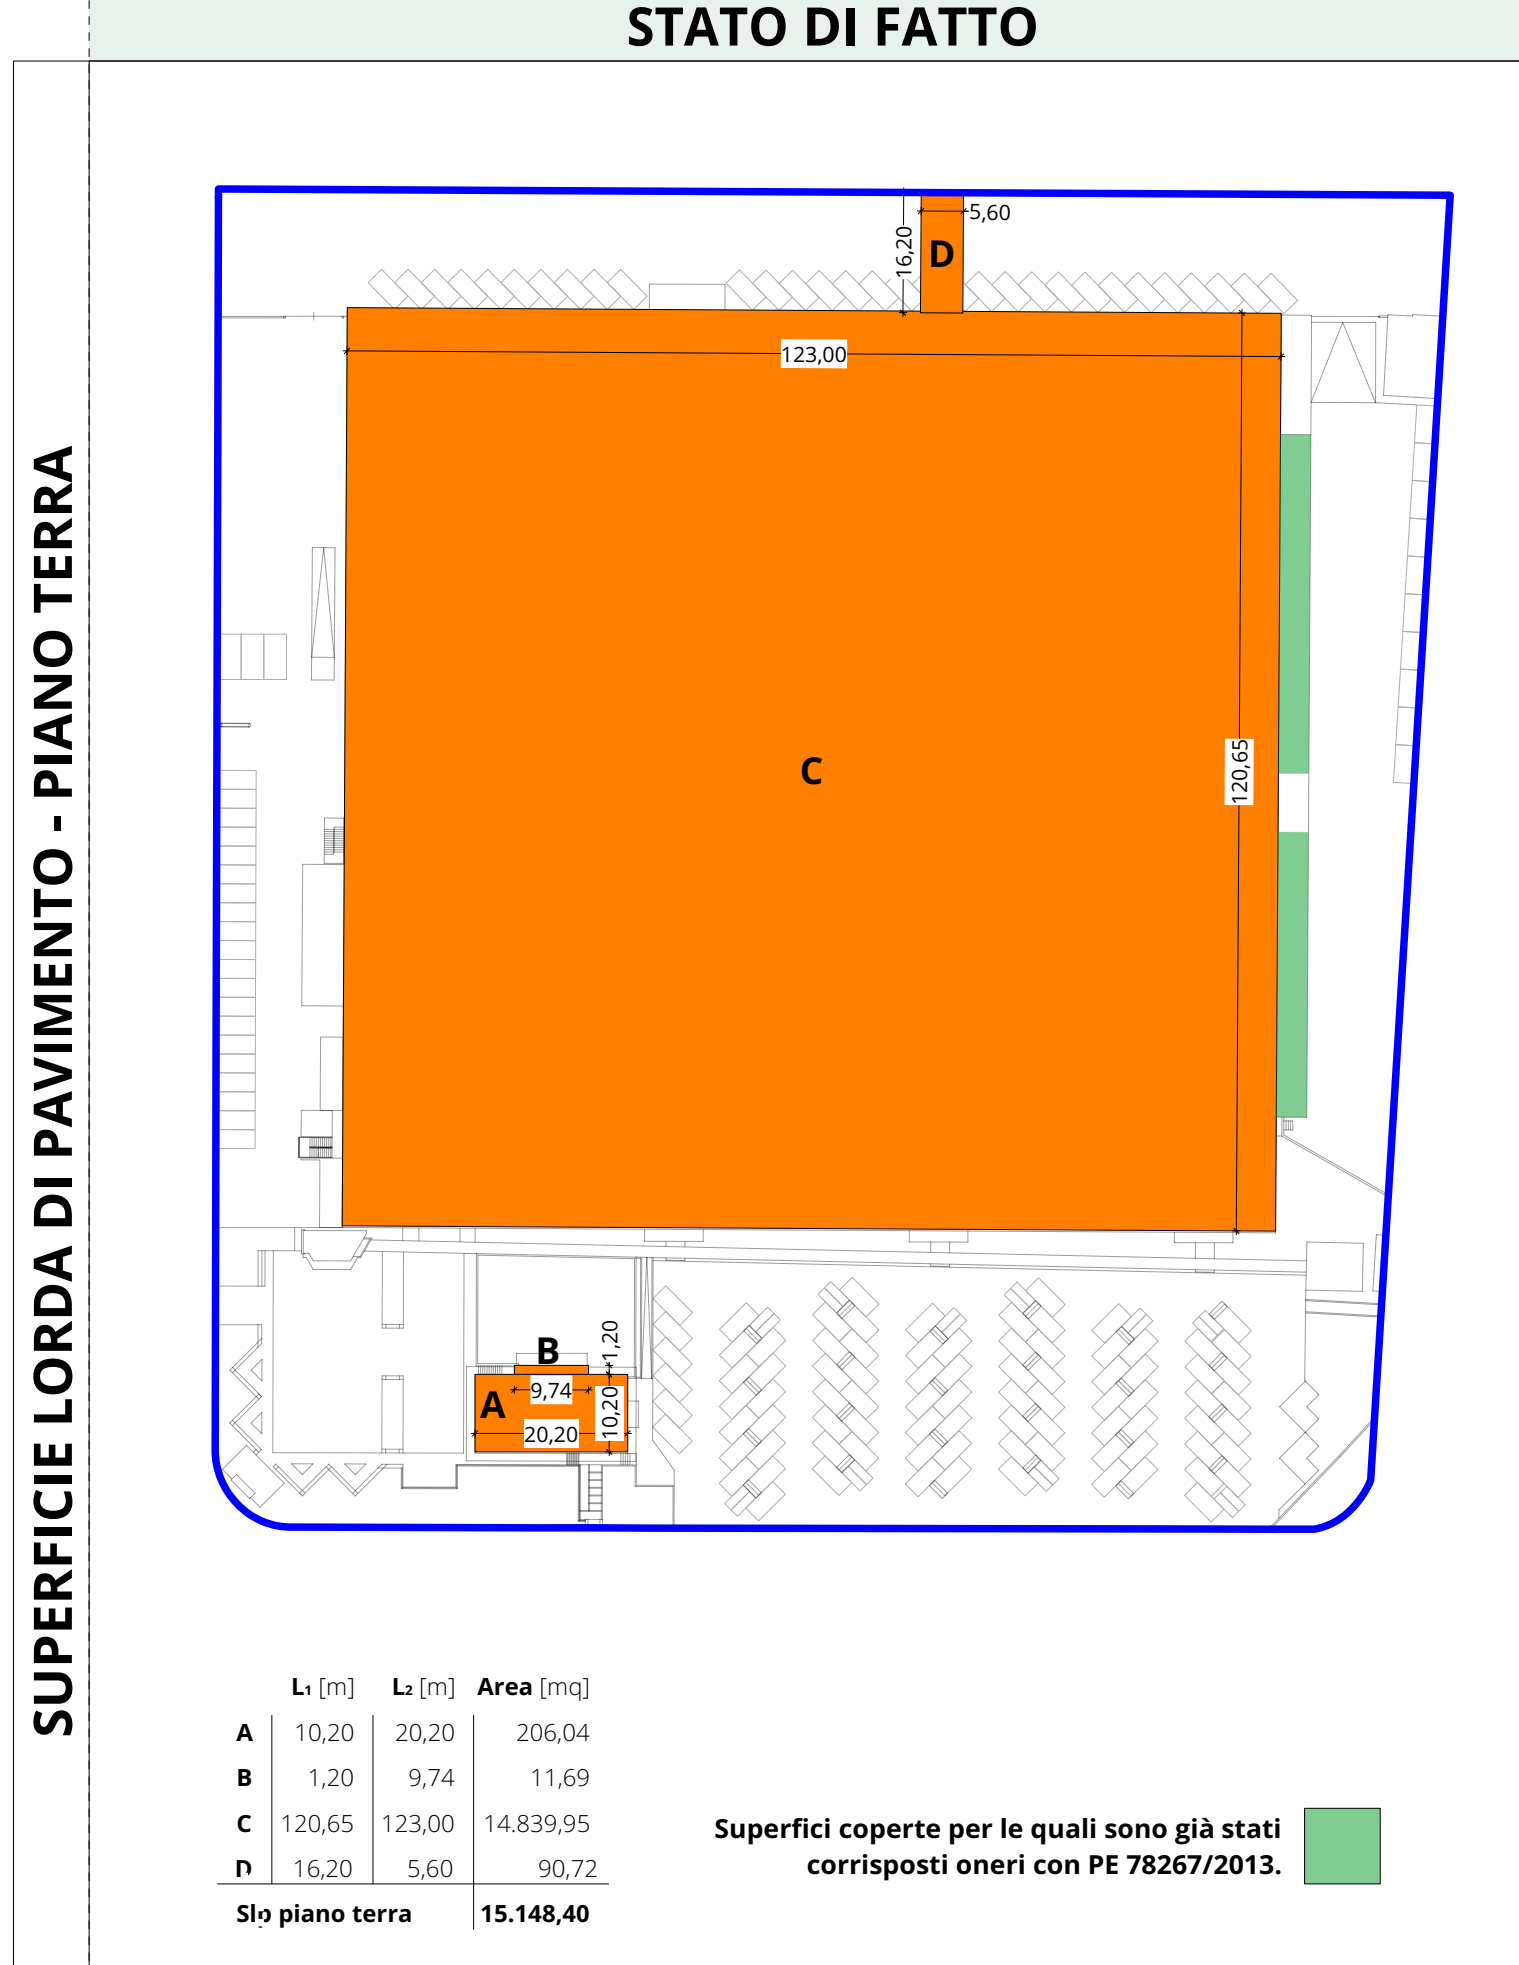 STATO DI FATTO
SUPERFICIE LORDA DI PAVIMENTO - PIANO TERRA
5,60
16,20
D
123,00
C
120,65
B
1,20
9,74
A
10,20
20,20
L1 [m] L2 [m] Area [mq]
A 10,20 20,20 206,04
B 1,20 9,74 11,69
C 120,65 123,00 14.839,95
D 16,20 5,60 90,72
Slp piano terra 15.148,40
Superfici coperte per le quali sono già stati
corrisposti oneri con PE 78267/2013.